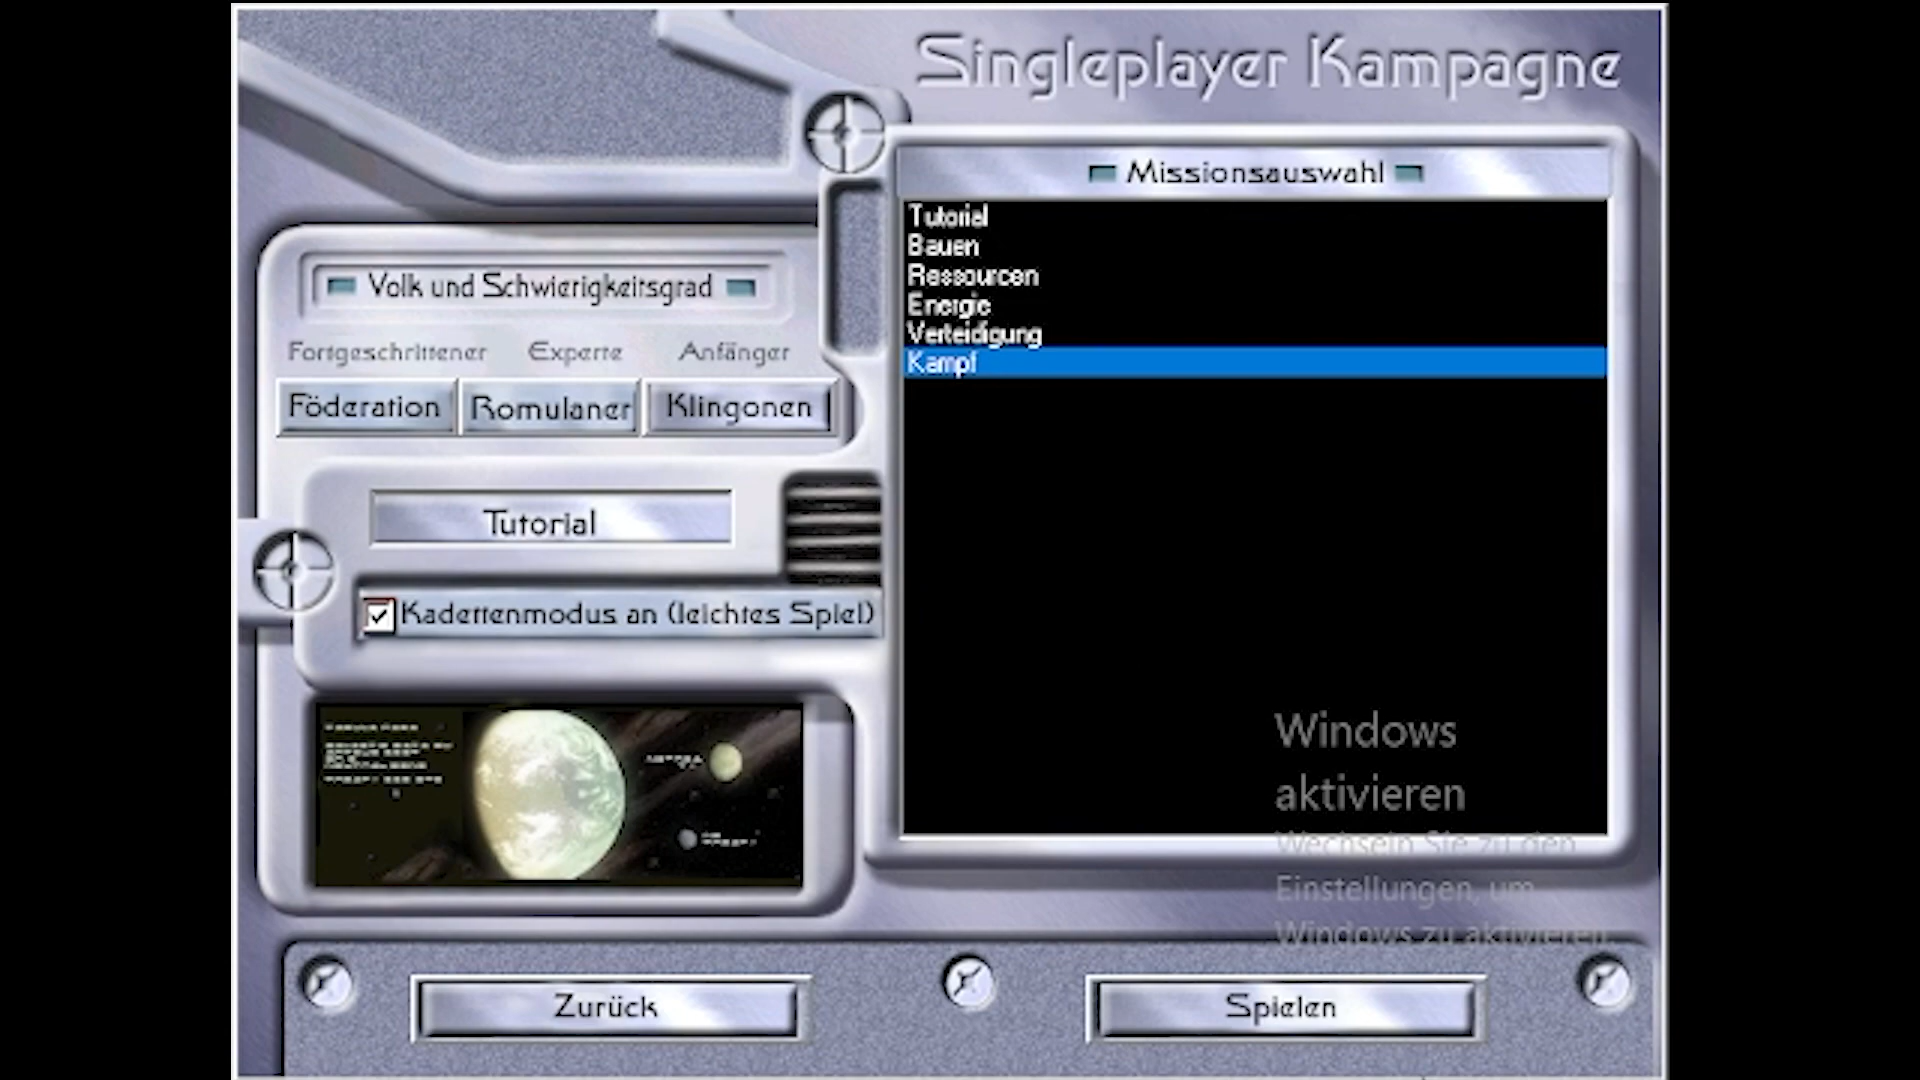 Singleplayer Kampagne
Missionsauswahl
Tutorial
Bauen
Ressourcen
Energie
Verteidigung
Kampf
Volk und Schwierigkeitsgrad
Fortgeschrittener Experte Anfänger
Föderation Romulaner Klingonen
Tutorial
Kadettenmodus an (leichtes Spiel)
Windows
aktivieren
Wechseln Sie zu den
Einstellungen, um
Windows zu aktivieren.
Zurück
Spielen